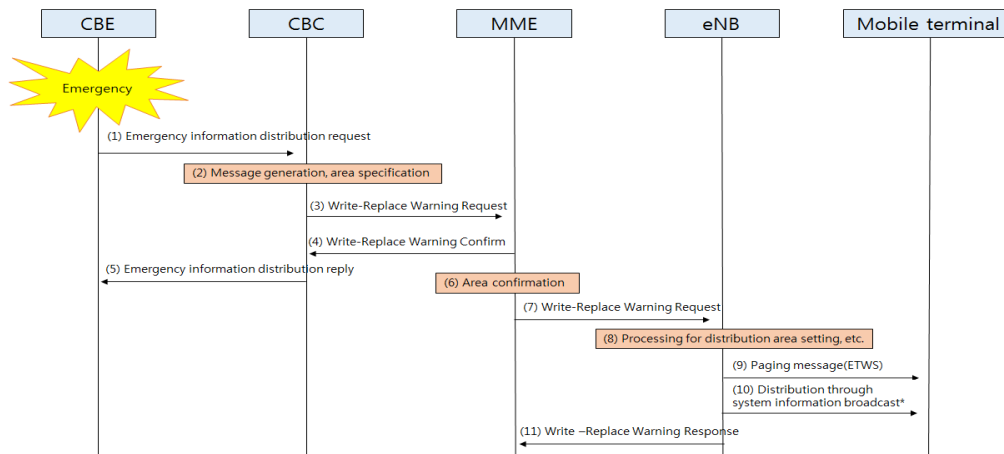 CBE
CBC
MME
eNB
Mobile terminal
Emergency
(1) Emergency information distribution request
(2) Message generation, area specification
(3) Write-Replace Warning Request
(4) Write-Replace Warning Confirm
(5) Emergency information distribution reply
(6) Area confirmation
(7) Write-Replace Warning Request
(8) Processing for distribution area setting, etc.
(9) Paging message(ETWS)
(10) Distribution through
system information broadcast*
(11) Write –Replace Warning Response